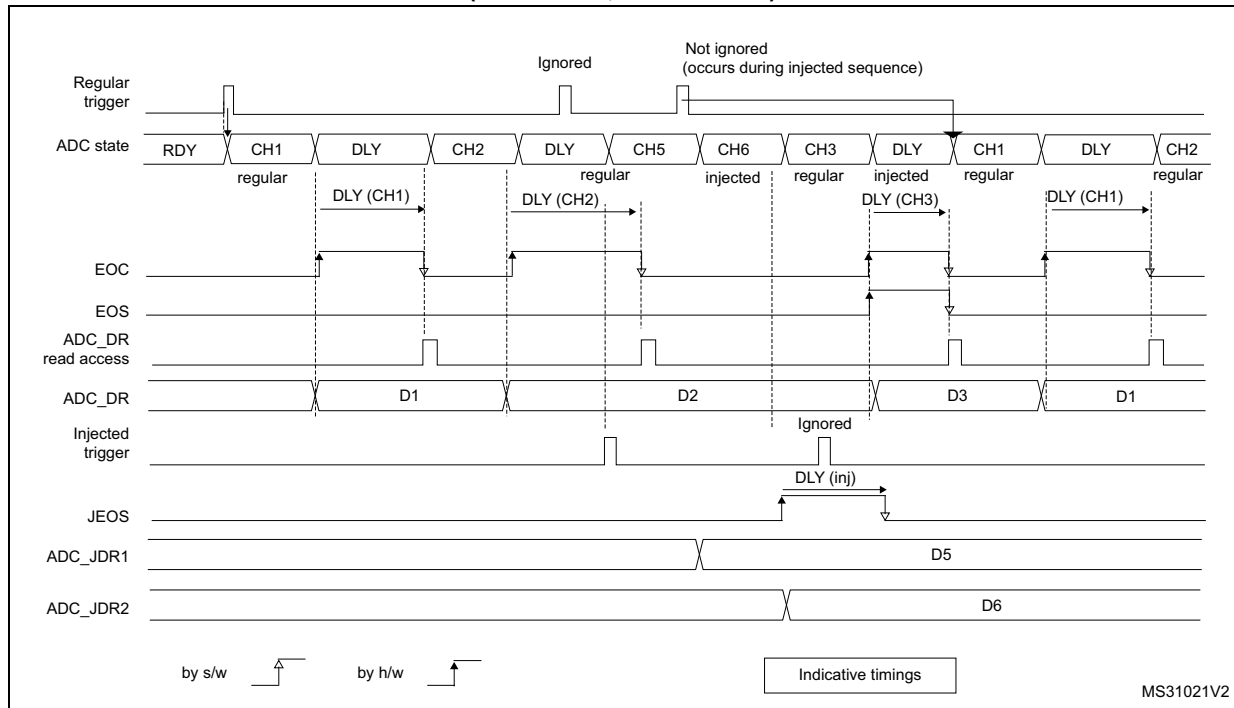 Regular
trigger
Ignored
Not ignored
(occurs during injected sequence)
ADC state
RDY CH1 DLY CH2 DLY CH5 CH6 CH3 DLY CH1 DLY CH2
regular regular injected regular injected regular regular
DLY (CH1) DLY (CH2) DLY (CH3) DLY (CH1)
EOC
EOS
ADC_DR
read access
ADC_DR D1 D2 D3 D1
Injected
trigger
Ignored
DLY (inj)
JEOS
ADC_JDR1 D5
ADC_JDR2 D6
by s/w by h/w Indicative timings
MS31021V2